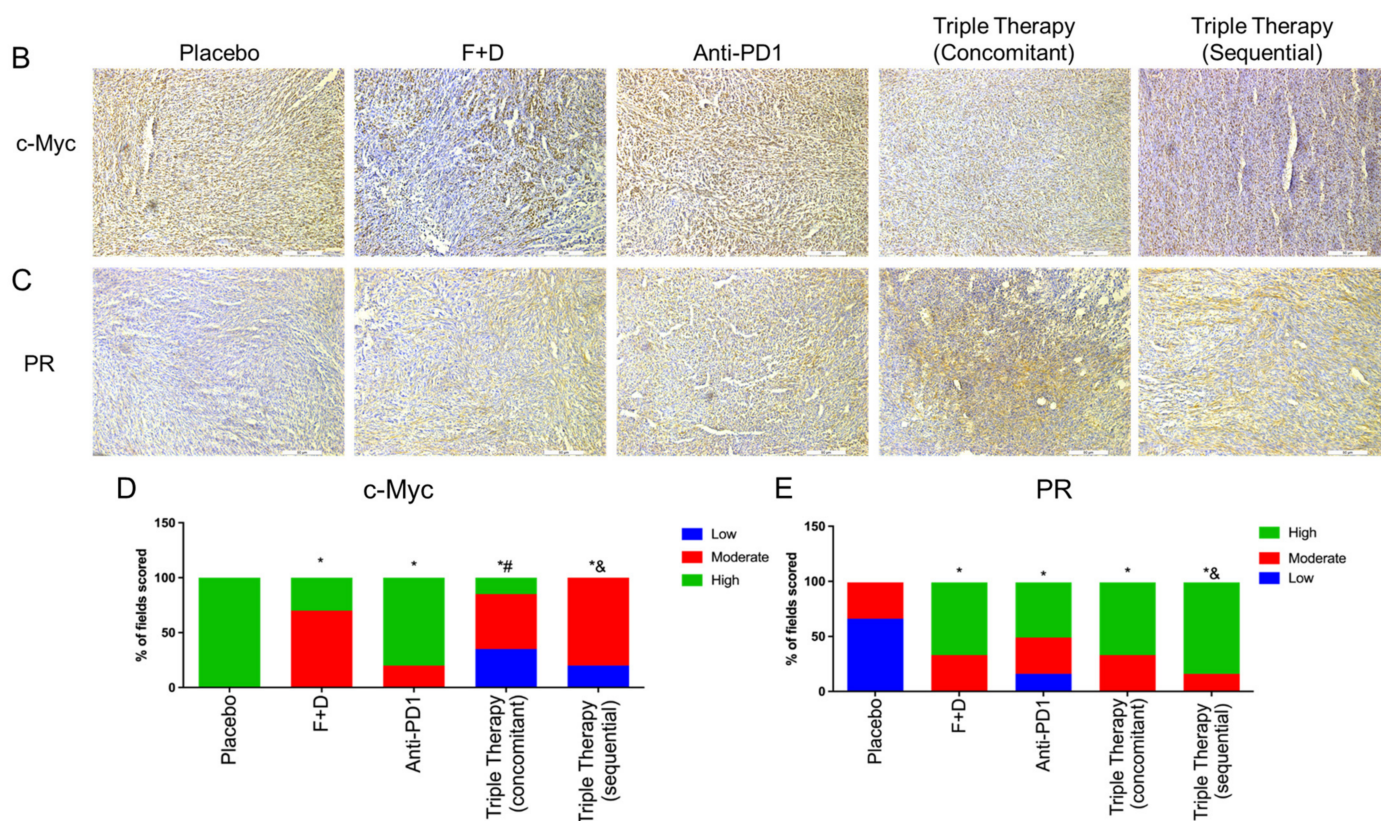 B
Placebo
F+D
Anti-PD1
Triple Therapy
(Concomitant)
Triple Therapy
(Sequential)
c-Myc
C
PR
D
c-Myc
% of fields scored
150
100
50
0
*
*
*#
*&
Low
Moderate
High
Placebo
F+D
Anti-PD1
Triple Therapy
(concomitant)
Triple Therapy
(sequential)
E
PR
% of fields scored
150
100
50
0
*
*
*
*&
High
Moderate
Low
Placebo
F+D
Anti-PD1
Triple Therapy
(concomitant)
Triple Therapy
(sequential)